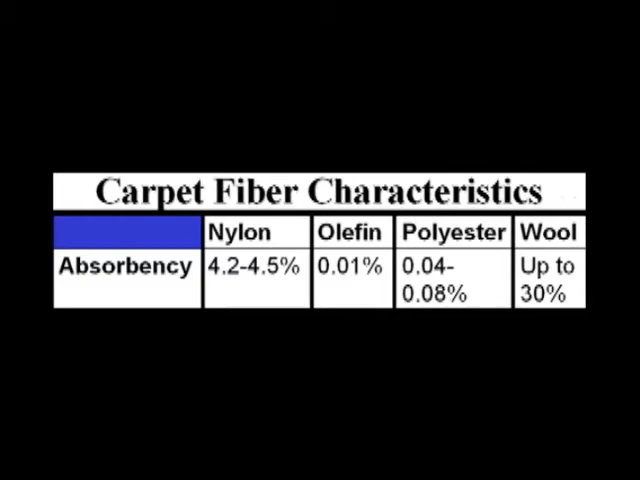 Carpet Fiber Characteristics
Nylon Olefin Polyester Wool
Absorbency 4.2-4.5% 0.01% 0.04- Up to
0.08% 30%